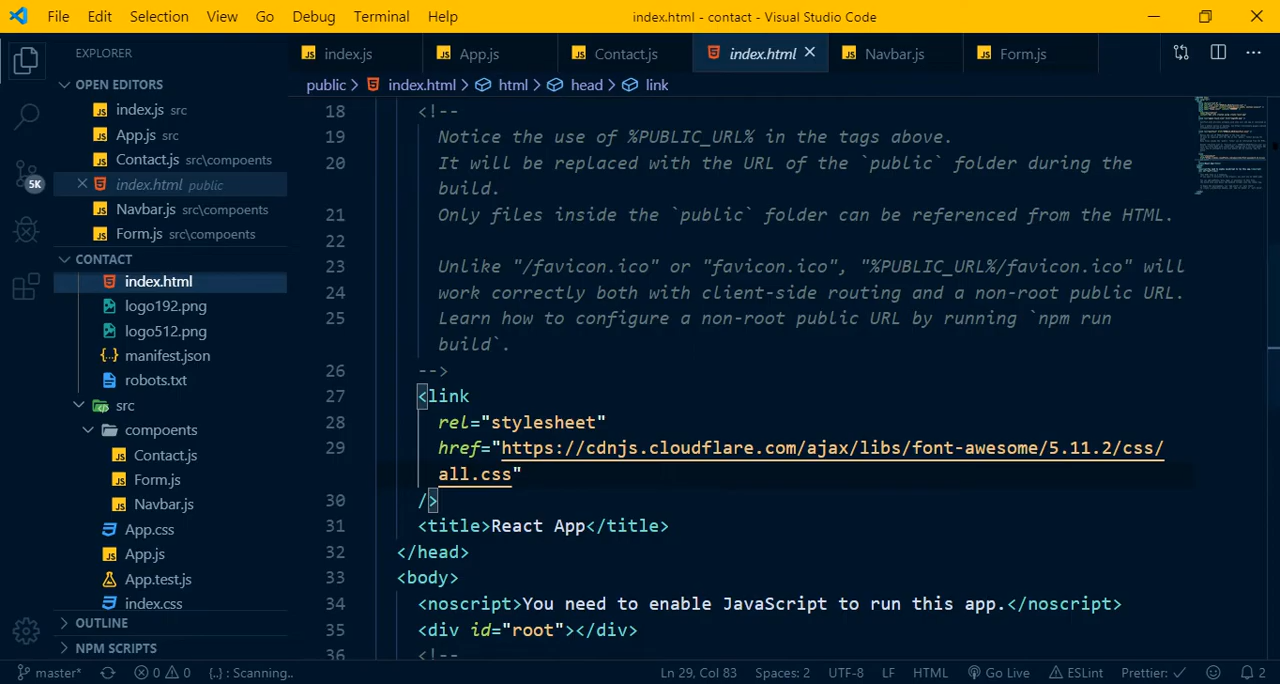 File Edit Selection View Go Debug Terminal Help index.html - contact - Visual Studio Code
EXPLORER
OPEN EDITORS
index.js src
App.js src
Contact.js src\compoents
index.html public
Navbar.js src\compoents
Form.js src\compoents
CONTACT
index.html
logo192.png
logo512.png
manifest.json
robots.txt
src
compoents
Contact.js
Form.js
Navbar.js
App.css
App.js
App.test.js
index.css
OUTLINE
NPM SCRIPTS
5K
index.js App.js Contact.js index.html Navbar.js Form.js
public > index.html > html > head > link
18 <!--
19 Notice the use of %PUBLIC_URL% in the tags above.
20 It will be replaced with the URL of the `public` folder during the
build.
21 Only files inside the `public` folder can be referenced from the HTML.
22
23 Unlike "/favicon.ico" or "favicon.ico", "%PUBLIC_URL%/favicon.ico" will
24 work correctly both with client-side routing and a non-root public URL.
25 Learn how to configure a non-root public URL by running `npm run
build`.
26 -->
27 <link
28 rel="stylesheet"
29 href="https://cdnjs.cloudflare.com/ajax/libs/font-awesome/5.11.2/css/
all.css"
30 />
31 <title>React App</title>
32 </head>
33 <body>
34 <noscript>You need to enable JavaScript to run this app.</noscript>
35 <div id="root"></div>
36 <!--
master* 0 0 {..} : Scanning.. Ln 29, Col 83 Spaces: 2 UTF-8 LF HTML Go Live ESLint Prettier: ✓ 2